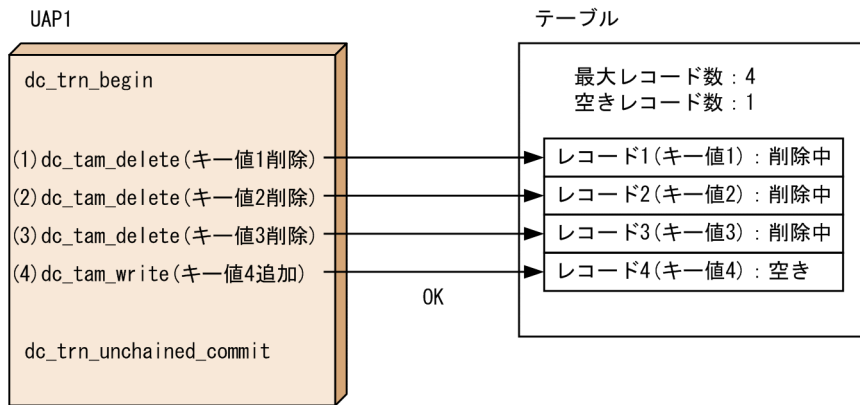 UAP1
テーブル
dc_trn_begin
最大レコード数：4
空きレコード数：1
(1)dc_tam_delete(キー値1削除)
レコード1(キー値1)：削除中
(2)dc_tam_delete(キー値2削除)
レコード2(キー値2)：削除中
(3)dc_tam_delete(キー値3削除)
レコード3(キー値3)：削除中
(4)dc_tam_write(キー値4追加)
レコード4(キー値4)：空き
OK
dc_trn_unchained_commit